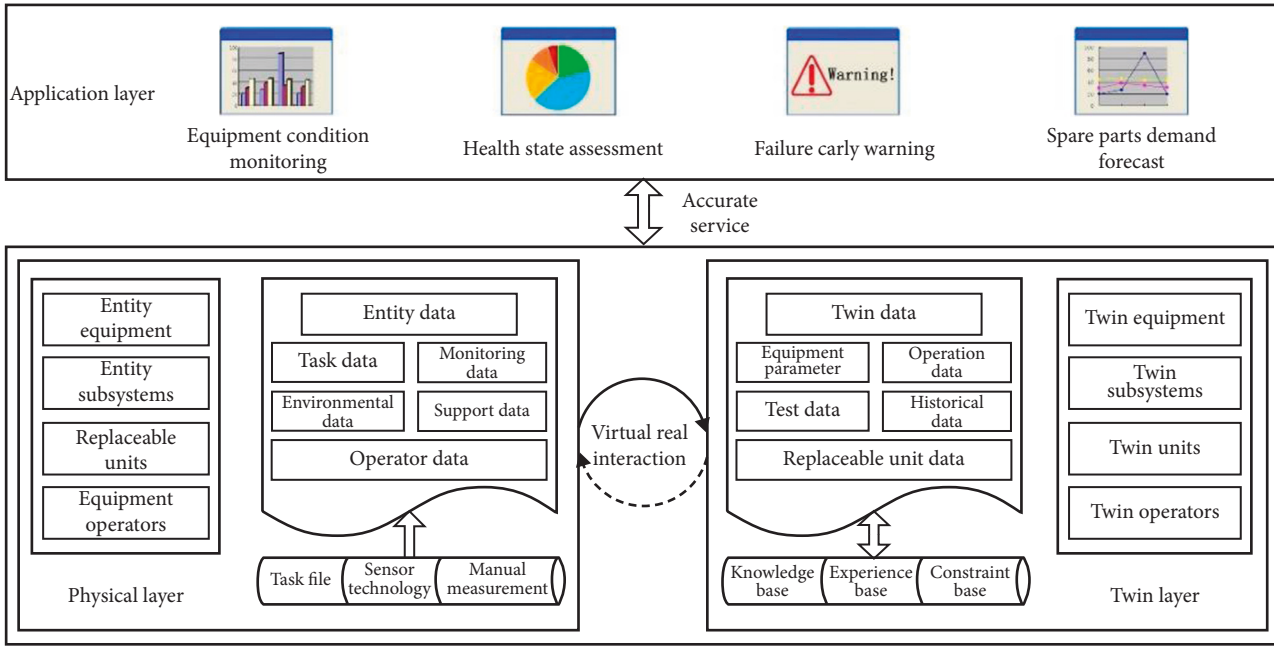 Application layer
Warning!
Equipment condition
monitoring
Health state assessment
Failure carly warning
Spare parts demand
forecast
Accurate
service
Entity
equipment
Entity
subsystems
Replaceable
units
Equipment
operators
Physical layer
Entity data
Task data
Monitoring
data
Environmental
data
Support data
Operator data
Task file
Sensor
technology
Manual
measurement
Virtual real
interaction
Twin data
Equipment
parameter
Operation
data
Test data
Historical
data
Replaceable unit data
Knowledge
base
Experience
base
Constraint
base
Twin equipment
Twin
subsystems
Twin units
Twin operators
Twin layer